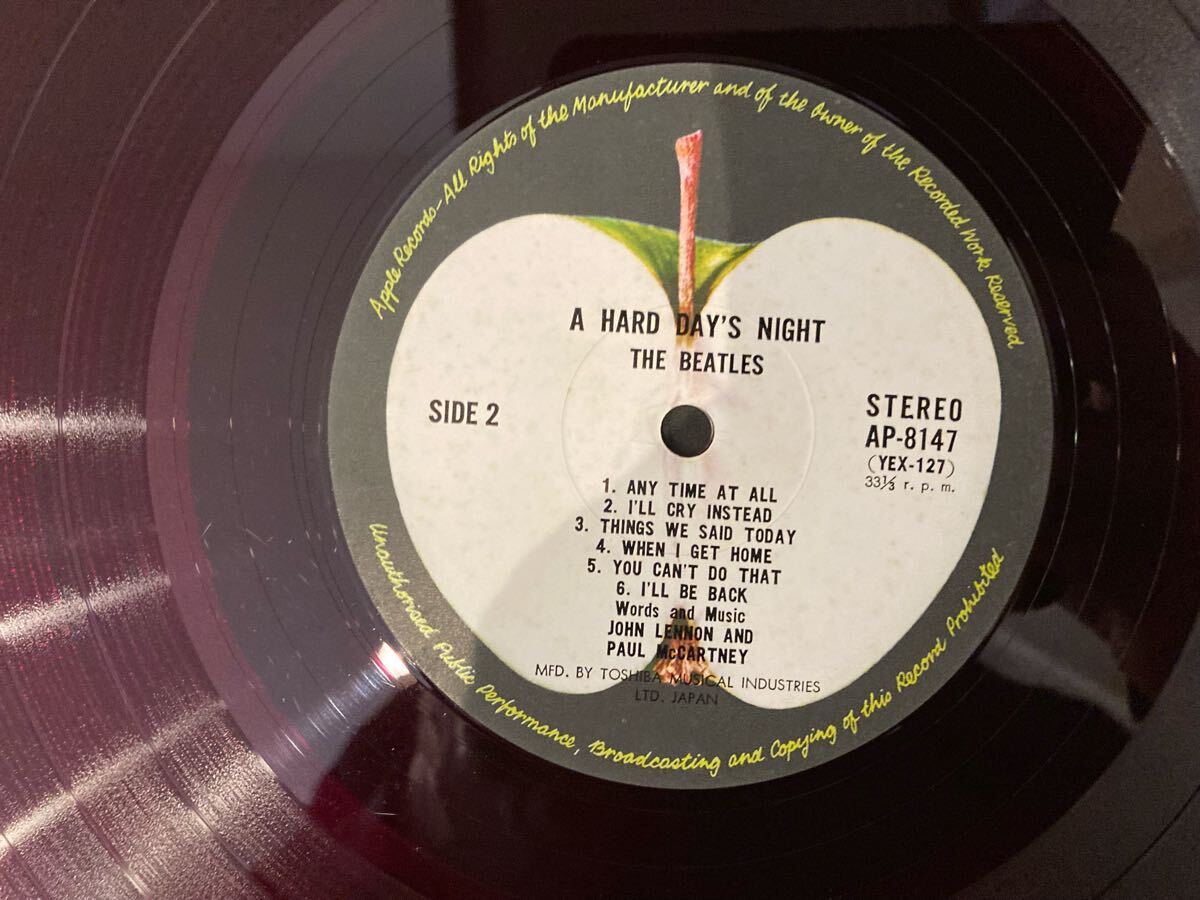 Apple Records-All Rights of the Manufacturer and of the Owner of the Recorded Work Reserved
A HARD DAY'S NIGHT
THE BEATLES
SIDE 2
STEREO
AP-8147
(YEX-127)
33⅓ r. p. m.
1. ANY TIME AT ALL
2. I'LL CRY INSTEAD
3. THINGS WE SAID TODAY
4. WHEN I GET HOME
5. YOU CAN'T DO THAT
6. I'LL BE BACK
Words and Music
JOHN LENNON AND
PAUL McCARTNEY
MFD. BY TOSHIBA MUSICAL INDUSTRIES
LTD. JAPAN
Unauthorised Public Performance, Broadcasting and Copying of this Record Prohibited